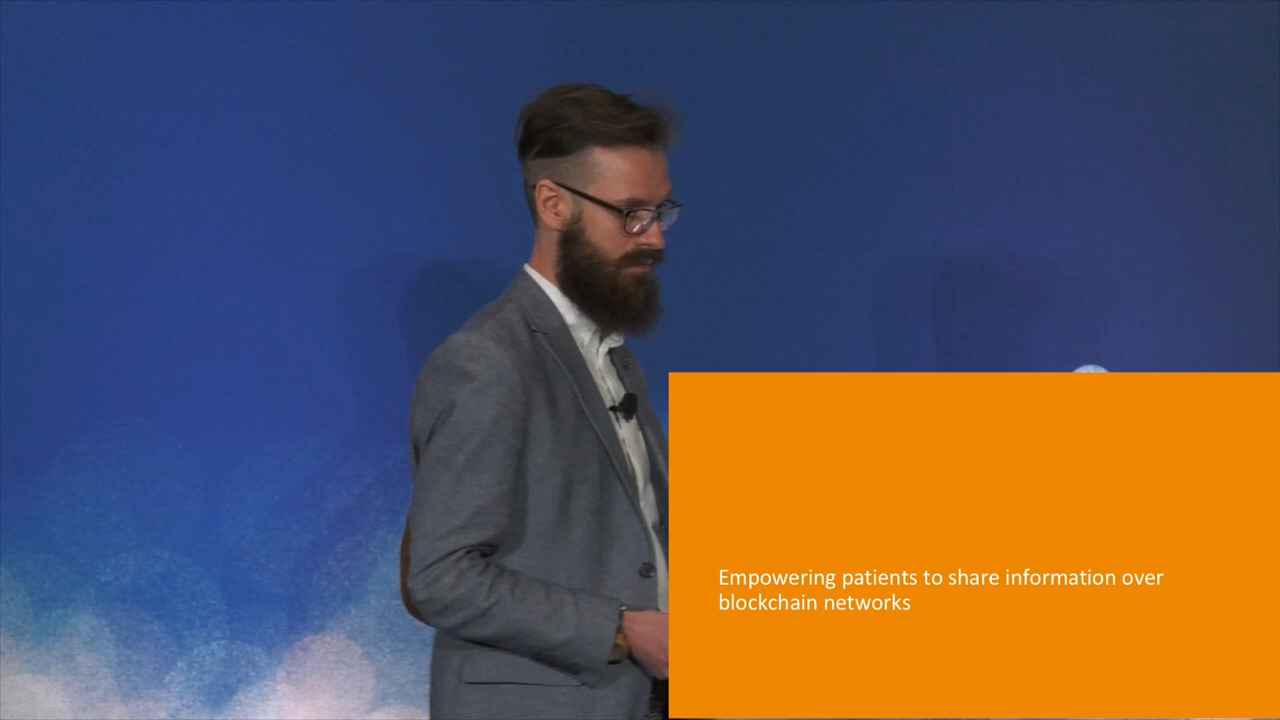 Empowering patients to share information over
blockchain networks